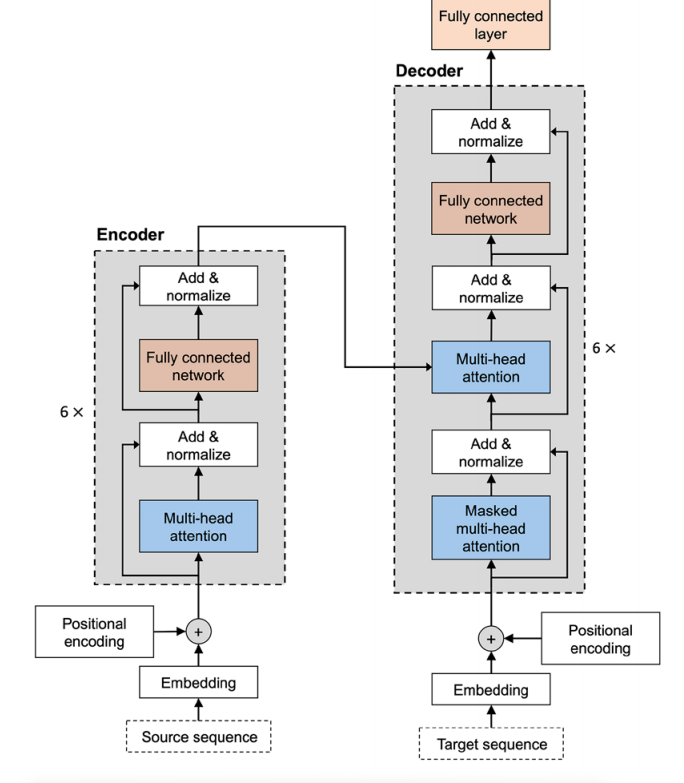 Fully connected
layer
Decoder
Add &
normalize
Fully connected
network
Add &
normalize
Multi-head
attention
6 ×
Add &
normalize
Masked
multi-head
attention
Positional
encoding
+
Embedding
Target sequence
Encoder
Add &
normalize
Fully connected
network
6 ×
Add &
normalize
Multi-head
attention
Positional
encoding
+
Embedding
Source sequence